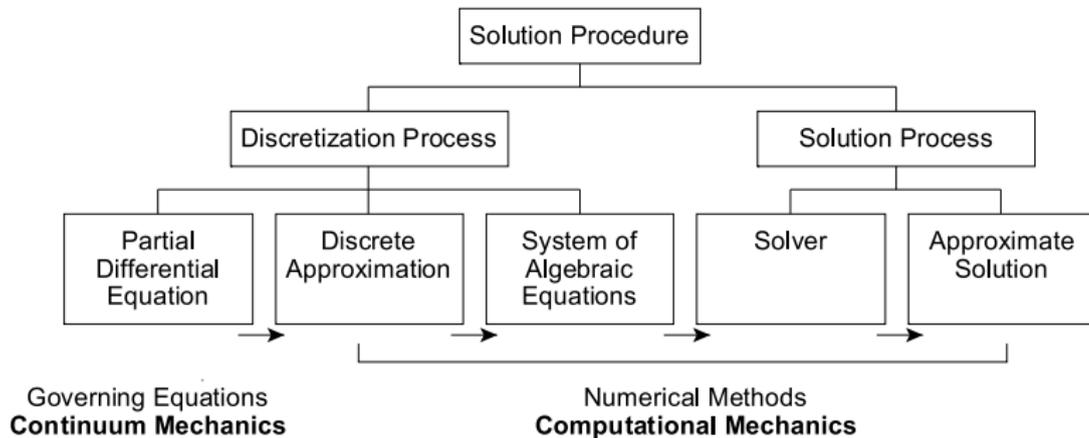 Solution Procedure
Discretization Process
Solution Process
Partial
Differential
Equation
Discrete
Approximation
System of
Algebraic
Equations
Solver
Approximate
Solution
Governing Equations
Continuum Mechanics
Numerical Methods
Computational Mechanics